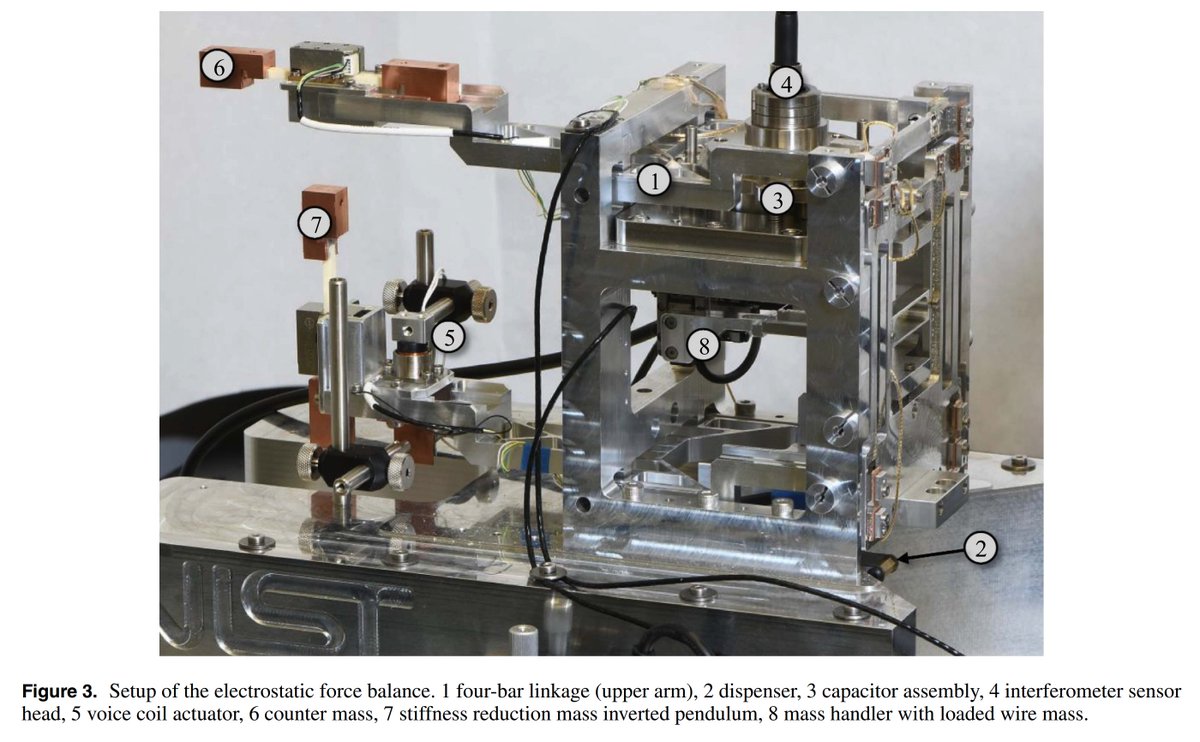 6
4
1
3
7
5
8
2
NIST
Figure 3. Setup of the electrostatic force balance. 1 four-bar linkage (upper arm), 2 dispenser, 3 capacitor assembly, 4 interferometer sensor
head, 5 voice coil actuator, 6 counter mass, 7 stiffness reduction mass inverted pendulum, 8 mass handler with loaded wire mass.